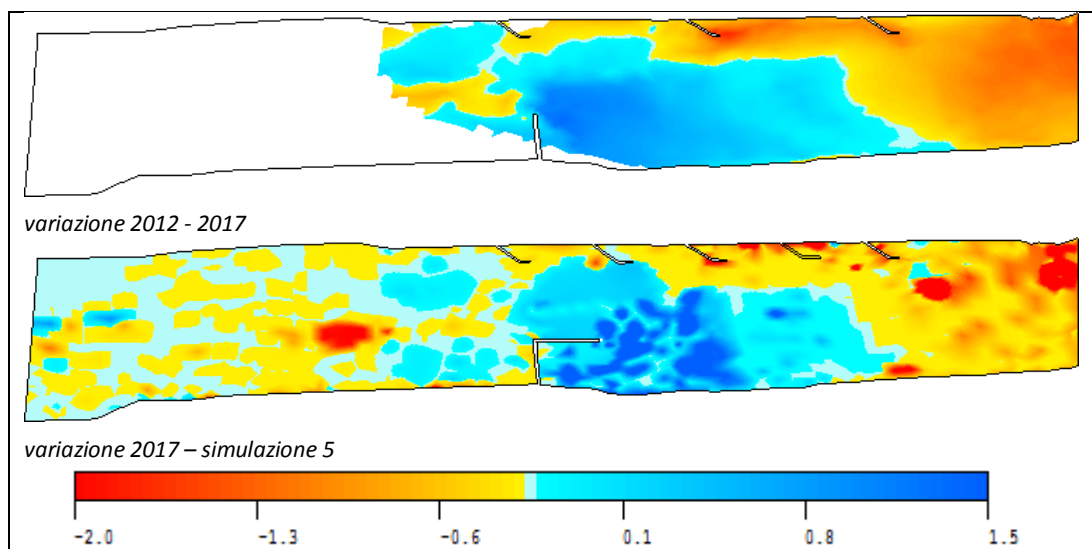 variazione 2012 - 2017
variazione 2017 – simulazione 5
-2.0 -1.3 -0.6 0.1 0.8 1.5